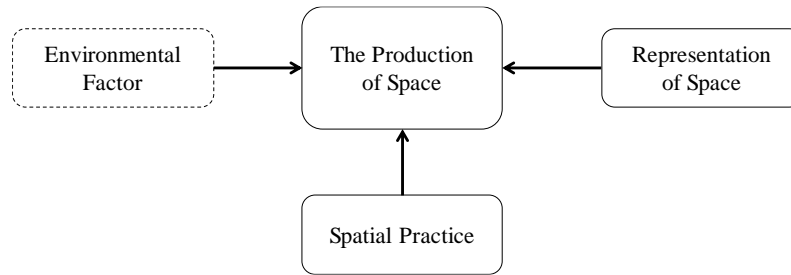 Environmental
Factor
The Production
of Space
Representation
of Space
Spatial Practice